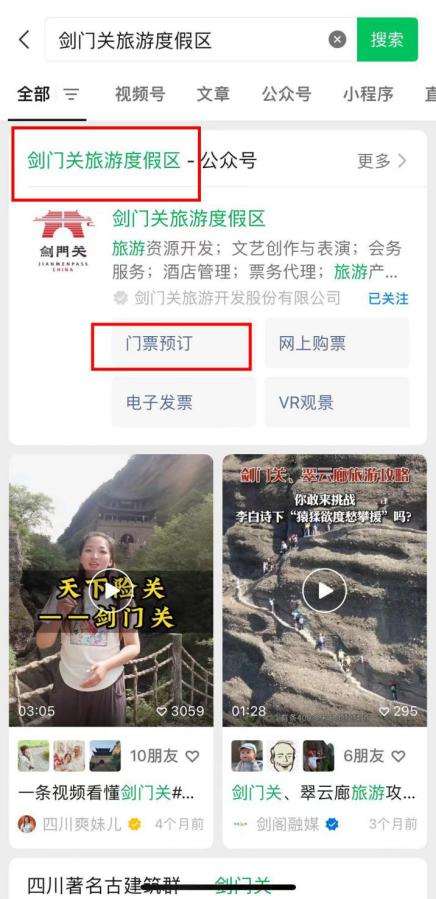 剑门关旅游度假区
搜索
全部
视频号
文章
公众号
小程序
剑门关旅游度假区 - 公众号
更多
剑門关
JIANMENPASS
CHINA
剑门关旅游度假区
旅游资源开发；文艺创作与表演；会务
服务；酒店管理；票务代理；旅游产...
剑门关旅游开发股份有限公司
已关注
门票预订
网上购票
电子发票
VR观景
天下险关
——剑门关
03:05
3059
剑门关、翠云廊旅游攻略
你敢来挑战
李白诗下“猿猱欲度愁攀援”吗?
01:28
295
10朋友
一条视频看懂剑门关#...
四川爽妹儿
4个月前
6朋友
剑门关、翠云廊旅游攻...
剑阁融媒
3个月前
四川著名古建筑群
剑门关